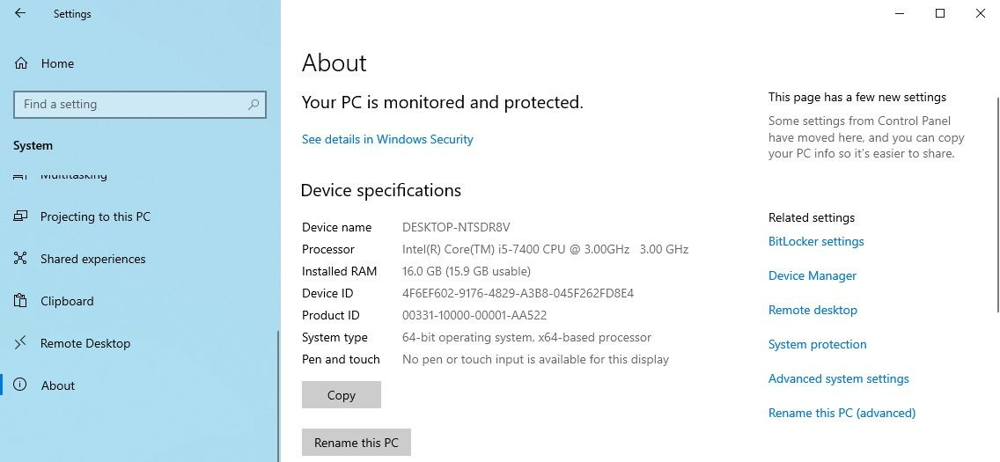 Settings
Home
Find a setting
System
Multitasking
Projecting to this PC
Shared experiences
Clipboard
Remote Desktop
About
About
Your PC is monitored and protected.
See details in Windows Security
Device specifications
Device name DESKTOP-NTSDR8V
Processor Intel(R) Core(TM) i5-7400 CPU @ 3.00GHz 3.00 GHz
Installed RAM 16.0 GB (15.9 GB usable)
Device ID 4F6EF602-9176-4829-A3B8-045F262FD8E4
Product ID 00331-10000-00001-AA522
System type 64-bit operating system, x64-based processor
Pen and touch No pen or touch input is available for this display
Copy
Rename this PC
This page has a few new settings
Some settings from Control Panel
have moved here, and you can copy
your PC info so it's easier to share.
Related settings
BitLocker settings
Device Manager
Remote desktop
System protection
Advanced system settings
Rename this PC (advanced)